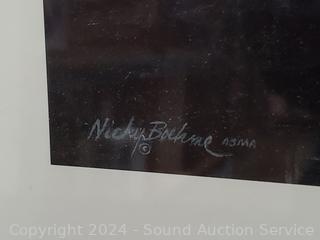 Nicky Boehme ASMA
©
Copyright 2024 - Sound Auction Service